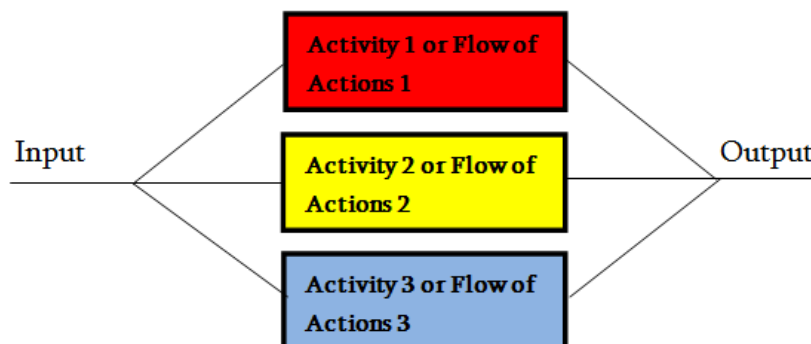 Activity 1 or Flow of
Actions 1
Input
Activity 2 or Flow of
Actions 2
Output
Activity 3 or Flow of
Actions 3